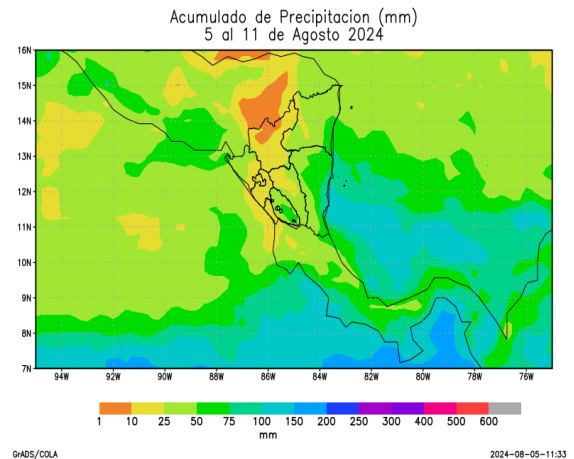 Acumulado de Precipitacion (mm)
5 al 11 de Agosto 2024
16N
15N
14N
13N
12N
11N
10N
9N
8N
7N
94W 92W 90W 88W 86W 84W 82W 80W 78W 76W
1 10 25 50 75 100 150 200 250 300 400 500 600
mm
GrADS/COLA 2024-08-05-11:33